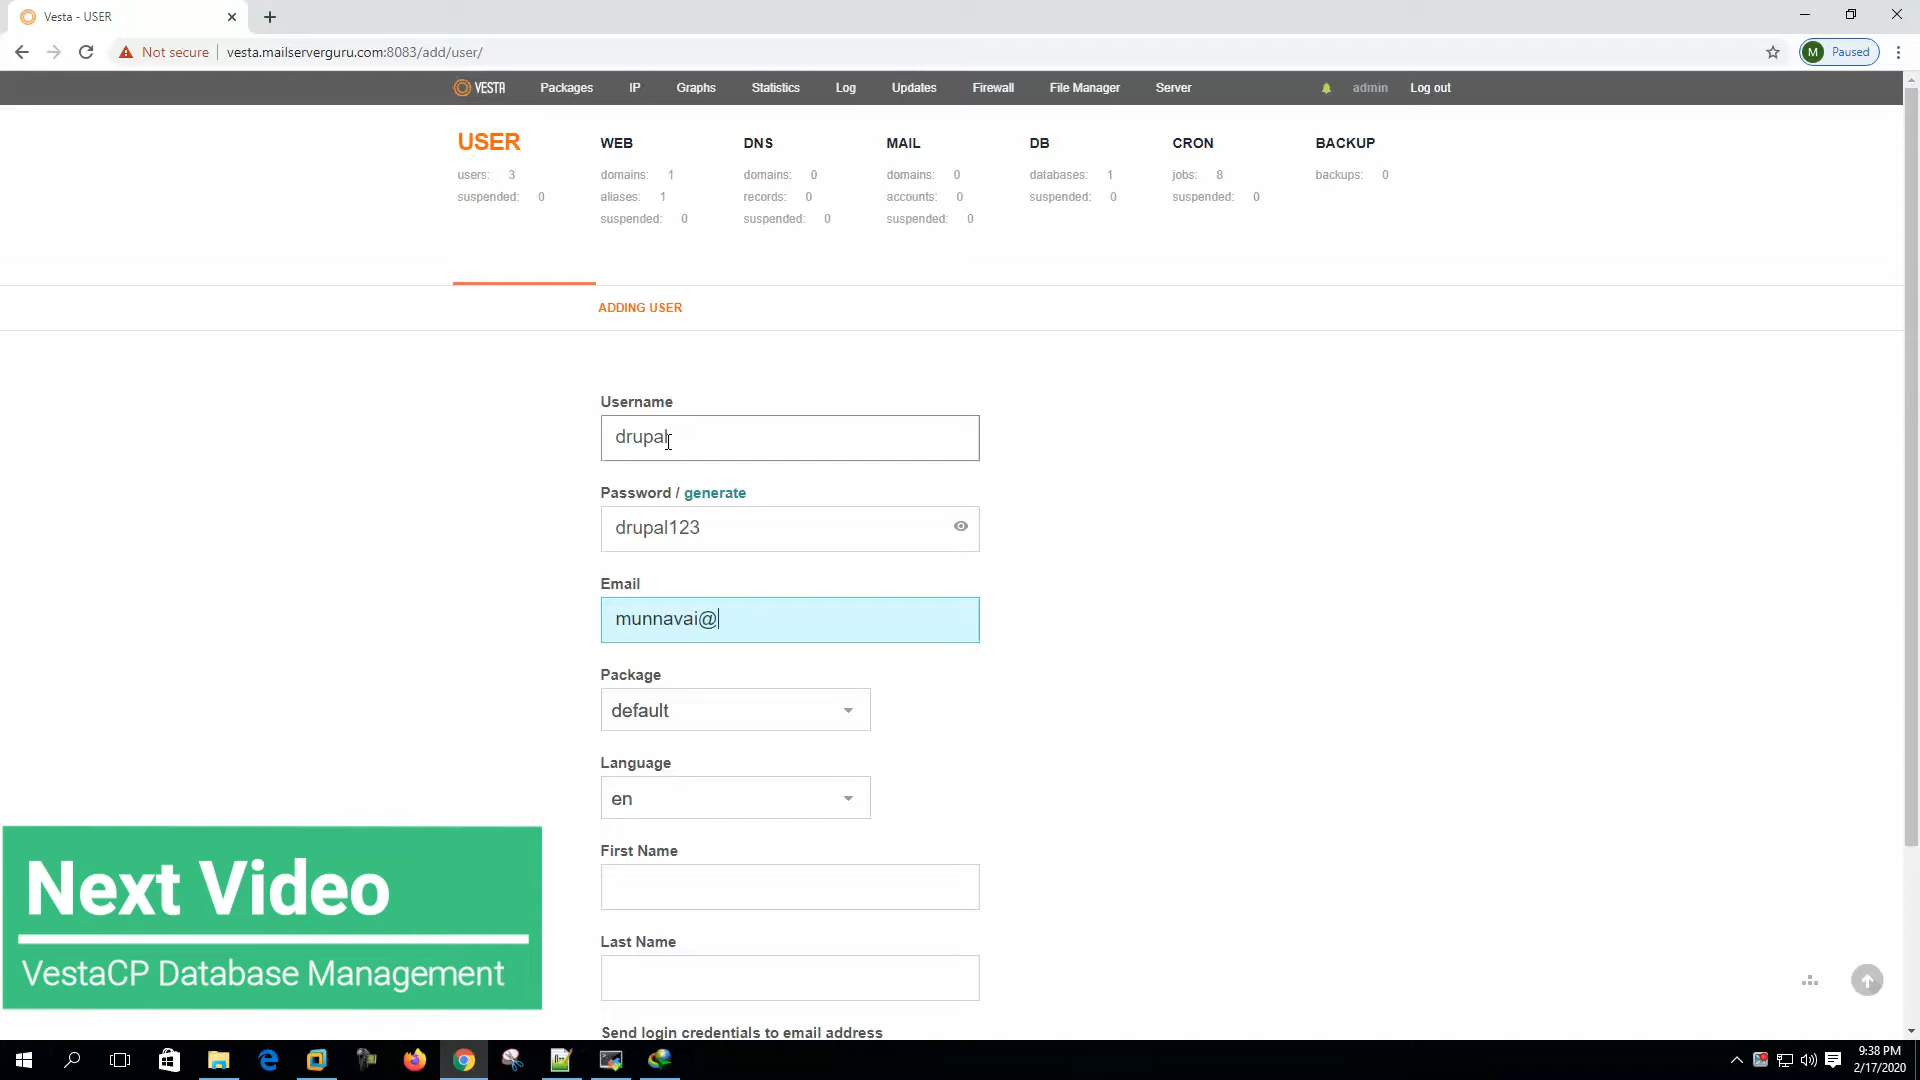 Vesta - USER
Not secure
vesta.mailserverguru.com:8083/add/user/
M
Paused
VESTA
Packages
IP
Graphs
Statistics
Log
Updates
Firewall
File Manager
Server
admin
Log out
USER
users: 3
suspended: 0
WEB
domains: 1
aliases: 1
suspended: 0
DNS
domains: 0
records: 0
suspended: 0
MAIL
domains: 0
accounts: 0
suspended: 0
DB
databases: 1
suspended: 0
CRON
jobs: 8
suspended: 0
BACKUP
backups: 0
ADDING USER
Username
drupal
Password / generate
drupal123
Email
munnavai@
Package
default
Language
en
First Name
Last Name
Send login credentials to email address
Next Video
VestaCP Database Management
9:38 PM
2/17/2020